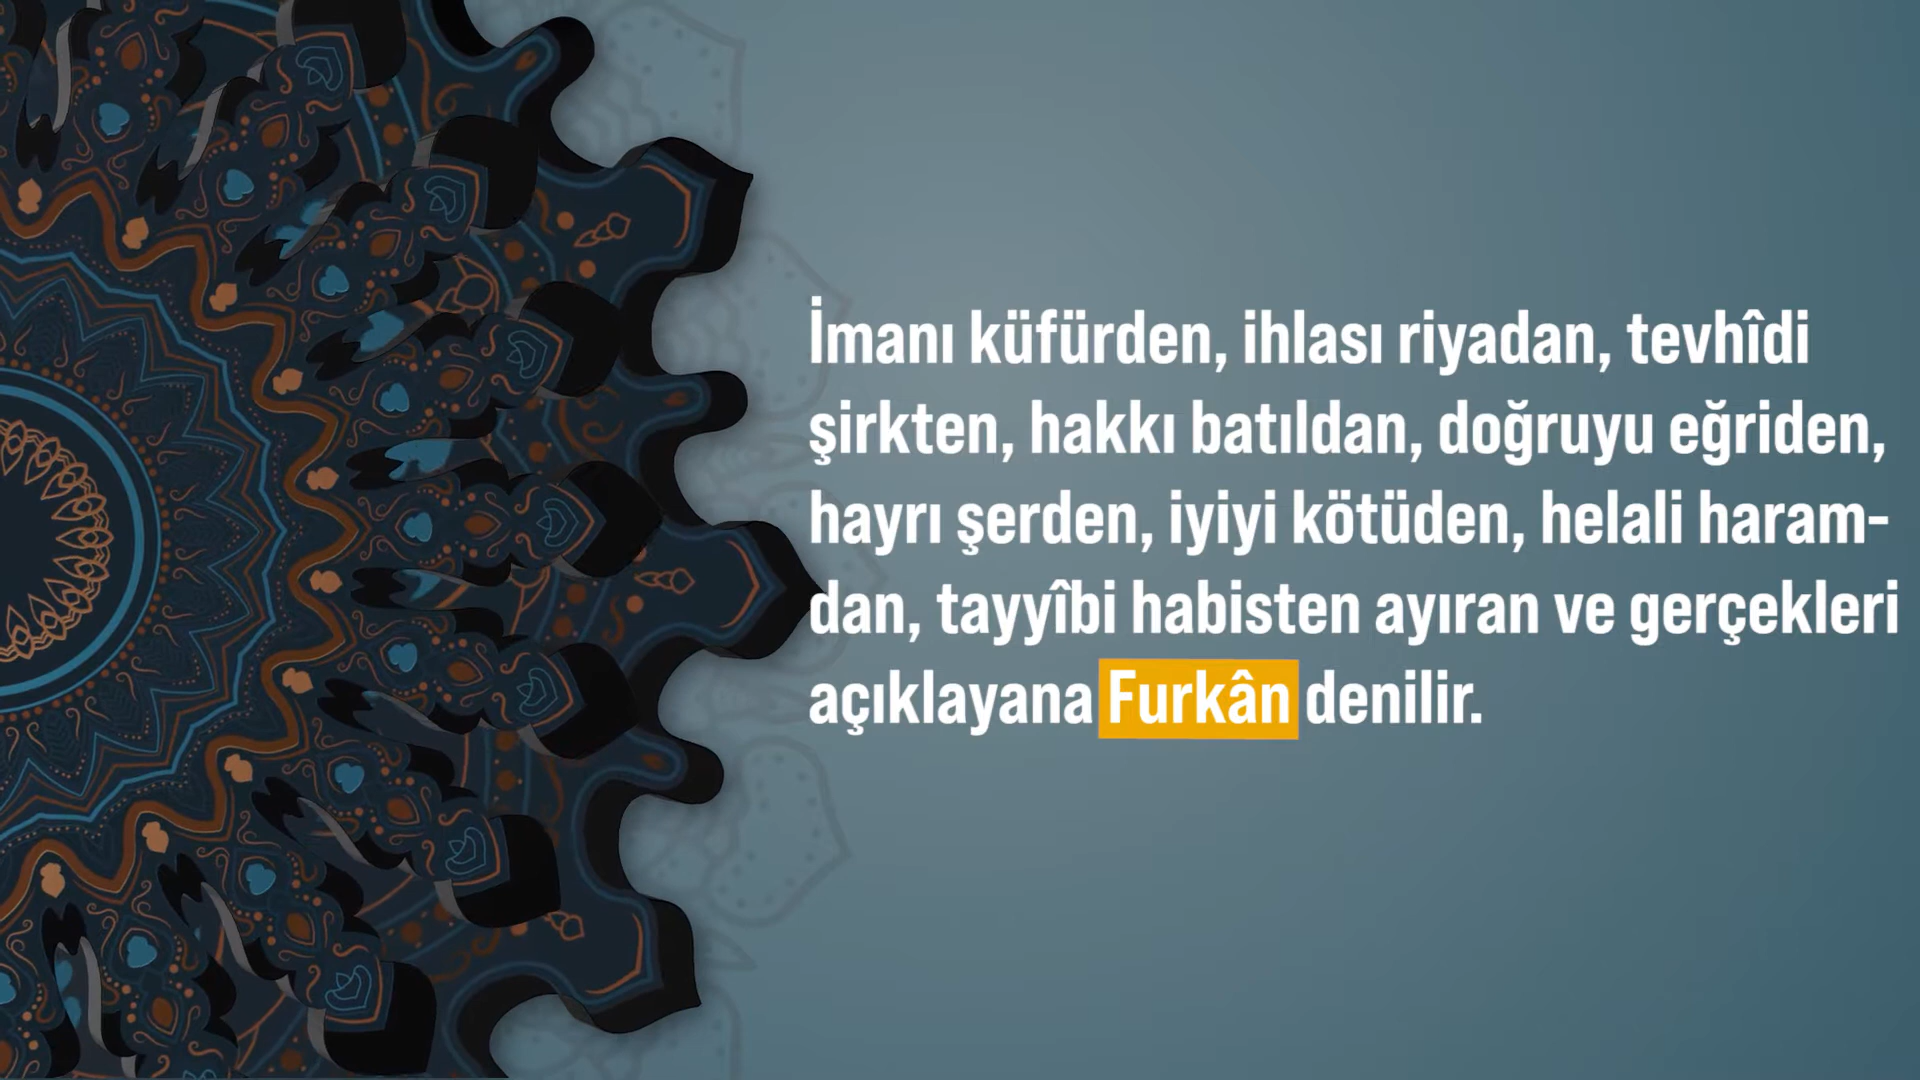 İmanı küfürden, ihlası riyadan, tevhîdi
şirkten, hakkı batıldan, doğruyu eğriden,
hayrı şerden, iyiyi kötüden, helali haram-
dan, tayyîbi habisten ayıran ve gerçekleri
açıklayana Furkân denilir.